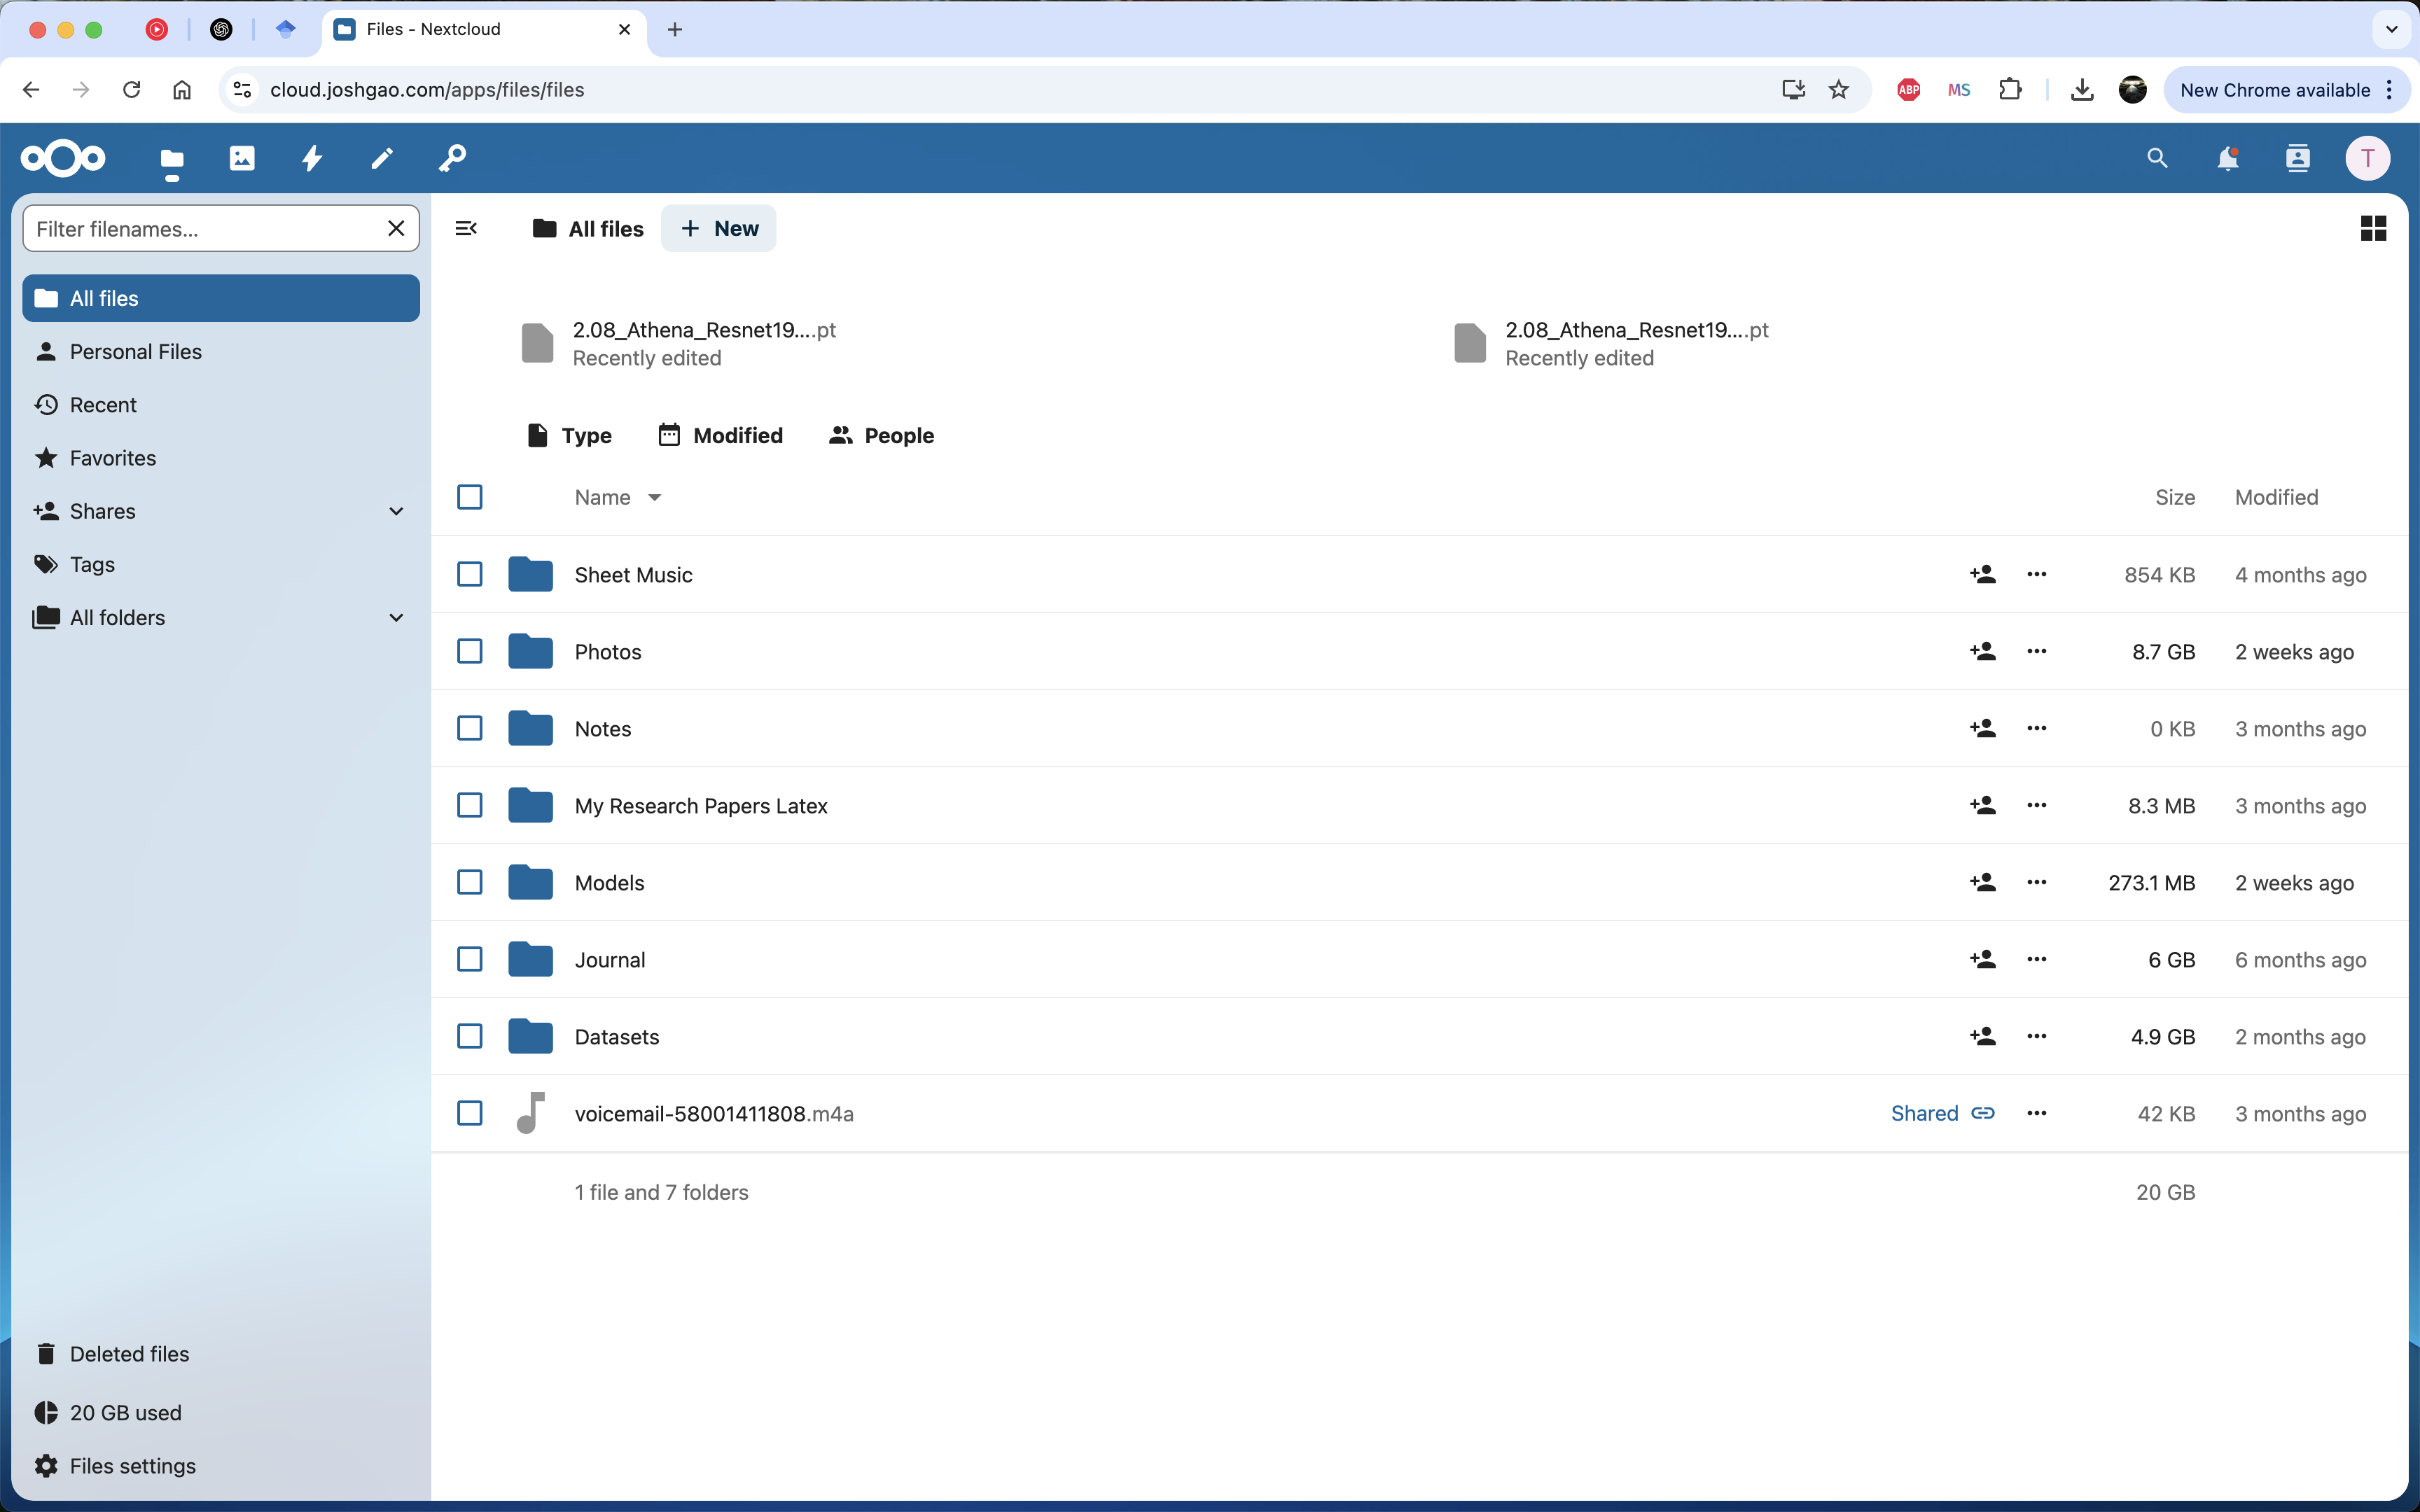 Files - Nextcloud
cloud.joshgao.com/apps/files/files
ABP
MS
New Chrome available
T
Filter filenames...
All files
Personal Files
Recent
Favorites
Shares
Tags
All folders
Deleted files
20 GB used
Files settings
All files
New
2.08_Athena_Resnet19....pt
Recently edited
2.08_Athena_Resnet19....pt
Recently edited
Type Modified People
Name Size Modified
Sheet Music 854 KB 4 months ago
Photos 8.7 GB 2 weeks ago
Notes 0 KB 3 months ago
My Research Papers Latex 8.3 MB 3 months ago
Models 273.1 MB 2 weeks ago
Journal 6 GB 6 months ago
Datasets 4.9 GB 2 months ago
voicemail-58001411808.m4a Shared 42 KB 3 months ago
1 file and 7 folders 20 GB